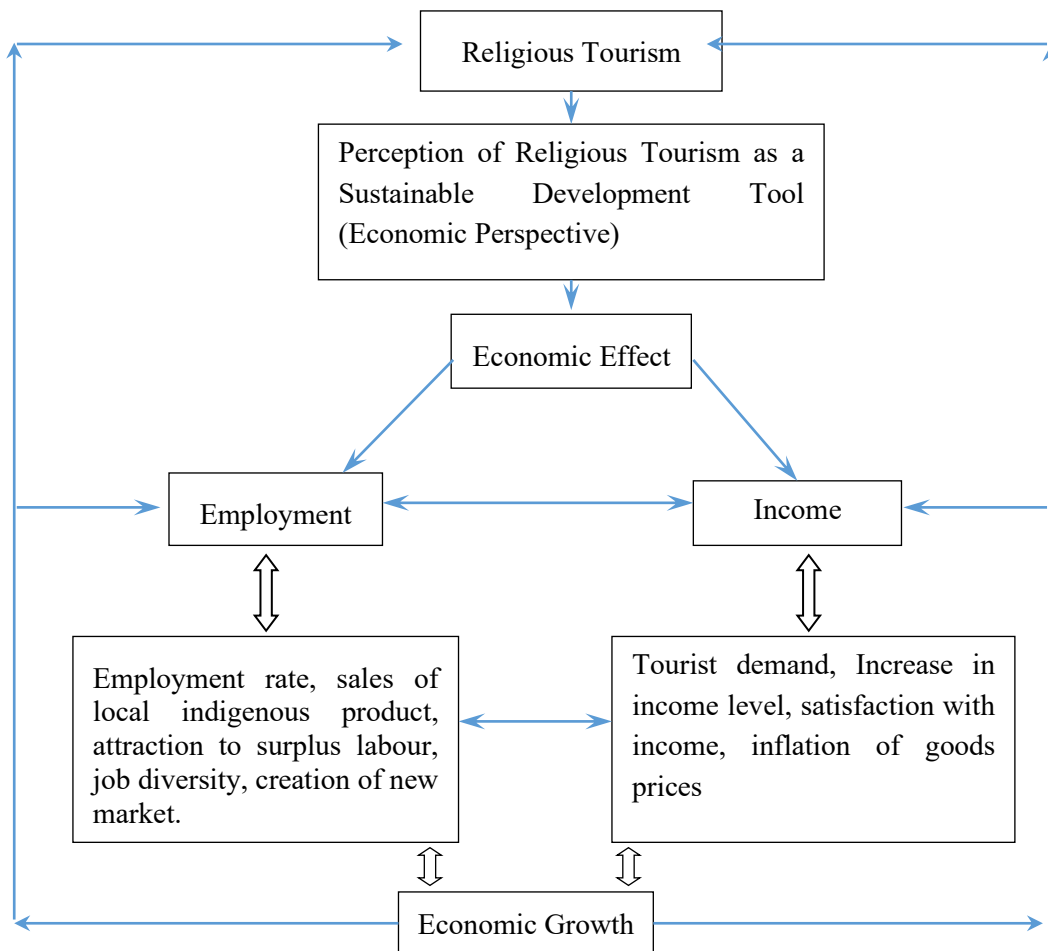 Religious Tourism
Perception of Religious Tourism as a
Sustainable Development Tool
(Economic Perspective)
Economic Effect
Employment
Income
Employment rate, sales of
local indigenous product,
attraction to surplus labour,
job diversity, creation of new
market.
Tourist demand, Increase in
income level, satisfaction with
income, inflation of goods
prices
Economic Growth